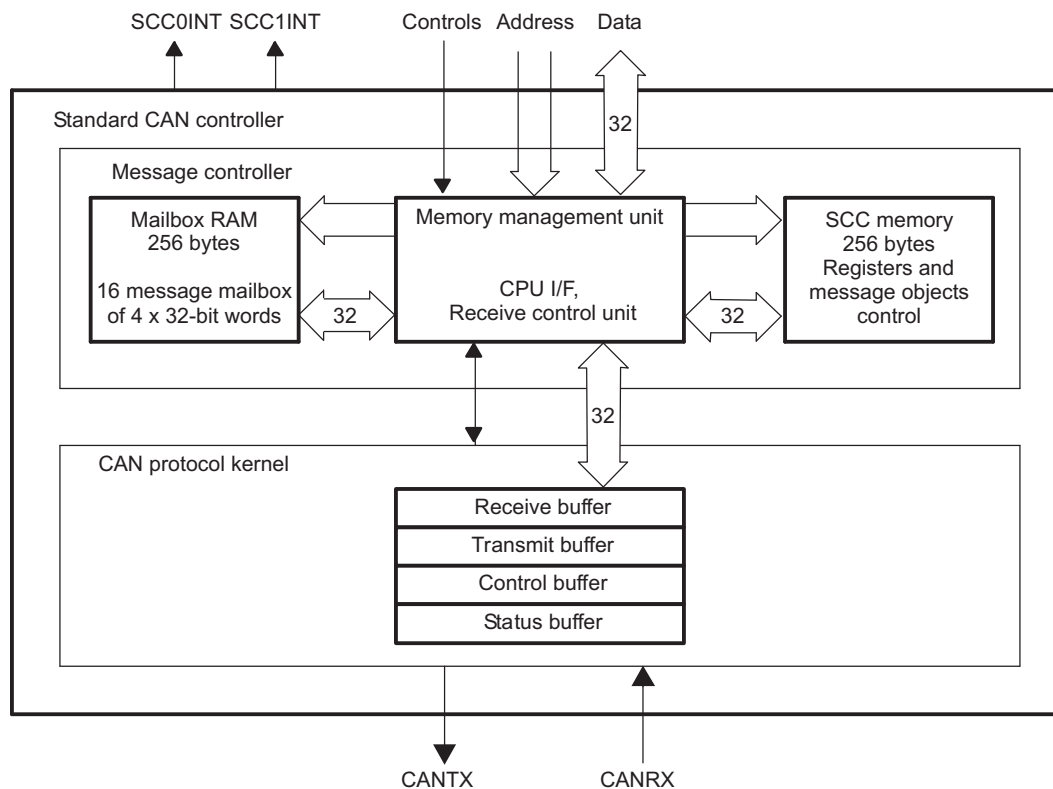 SCC0INT SCC1INT Controls Address Data
32
Standard CAN controller
Message controller
Mailbox RAM
256 bytes
16 message mailbox
of 4 x 32-bit words
32
Memory management unit
CPU I/F,
Receive control unit
32
SCC memory
256 bytes
Registers and
message objects
control
32
CAN protocol kernel
Receive buffer
Transmit buffer
Control buffer
Status buffer
CANTX CANRX